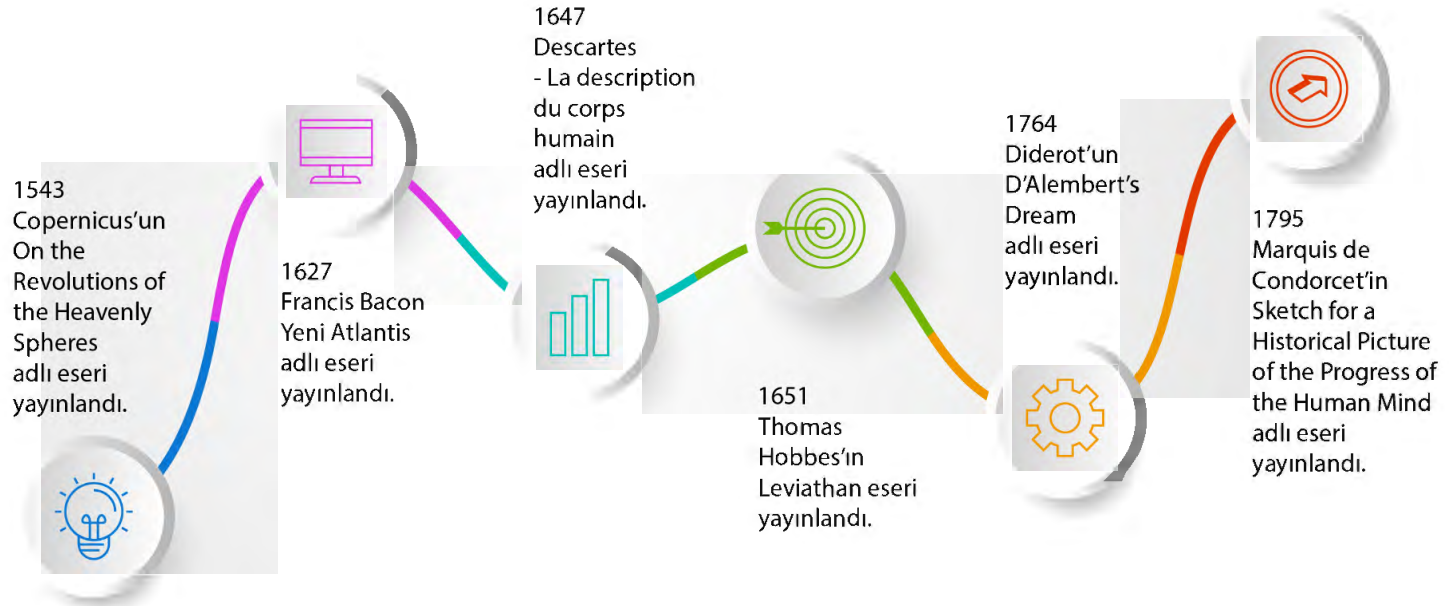 1543
Copernicus’un
On the
Revolutions of
the Heavenly
Spheres
adlı eseri
yayınlandı.
1627
Francis Bacon
Yeni Atlantis
adlı eseri
yayınlandı.
1647
Descartes
- La description
du corps
humain
adlı eseri
yayınlandı.
1651
Thomas
Hobbes’ın
Leviathan eseri
yayınlandı.
1764
Diderot’un
D’Alembert’s
Dream
adlı eseri
yayınlandı.
1795
Marquis de
Condorcet’in
Sketch for a
Historical Picture
of the Progress of
the Human Mind
adlı eseri
yayınlandı.